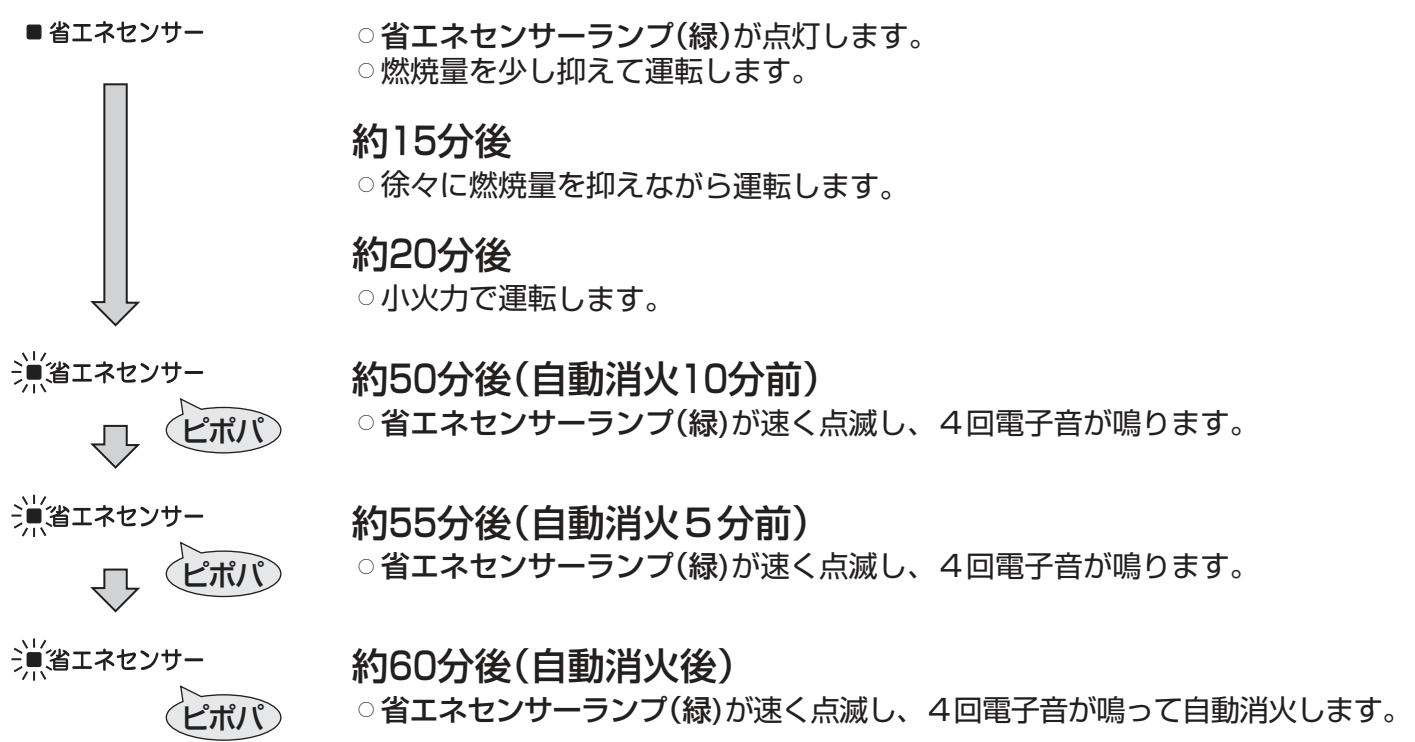 ■省エネセンサー
○省エネセンサーランプ(緑)が点灯します。
○燃焼量を少し抑えて運転します。
約15分後
○徐々に燃焼量を抑えながら運転します。
約20分後
○小火力で運転します。
■省エネセンサー
約50分後(自動消火10分前)
ピポパ
○省エネセンサーランプ(緑)が速く点滅し、4回電子音が鳴ります。
■省エネセンサー
約55分後(自動消火5分前)
ピポパ
○省エネセンサーランプ(緑)が速く点滅し、4回電子音が鳴ります。
■省エネセンサー
約60分後(自動消火後)
ピポパ
○省エネセンサーランプ(緑)が速く点滅し、4回電子音が鳴って自動消火します。